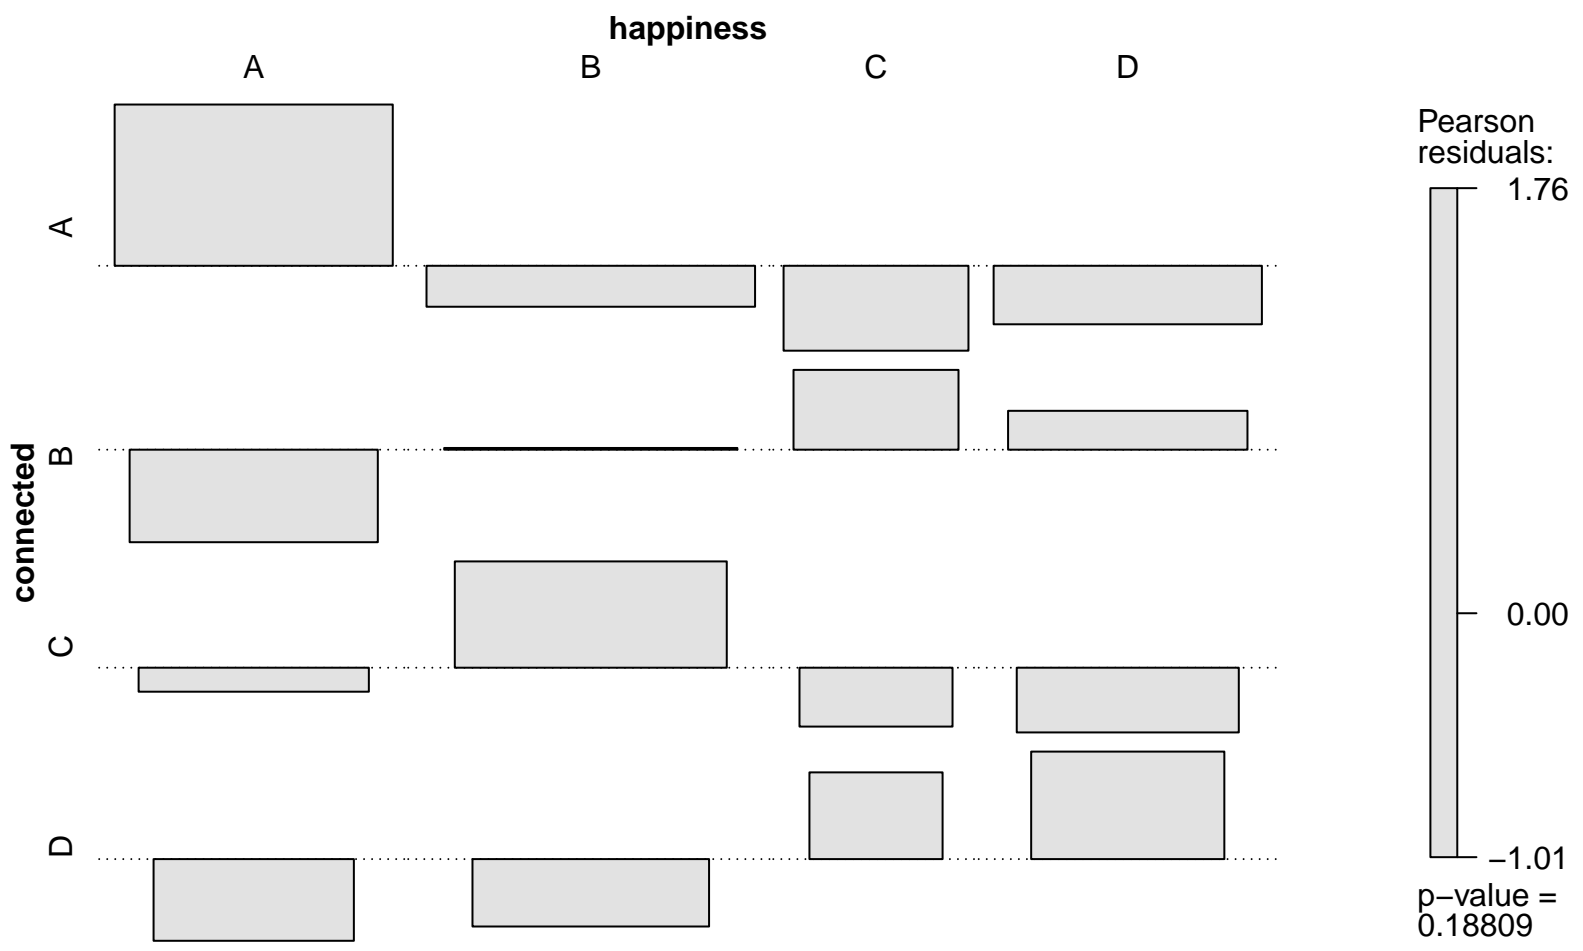 happiness
A B C D
A
B
C
D
connected
Pearson
residuals:
1.76
0.00
−1.01
p−value =
0.18809